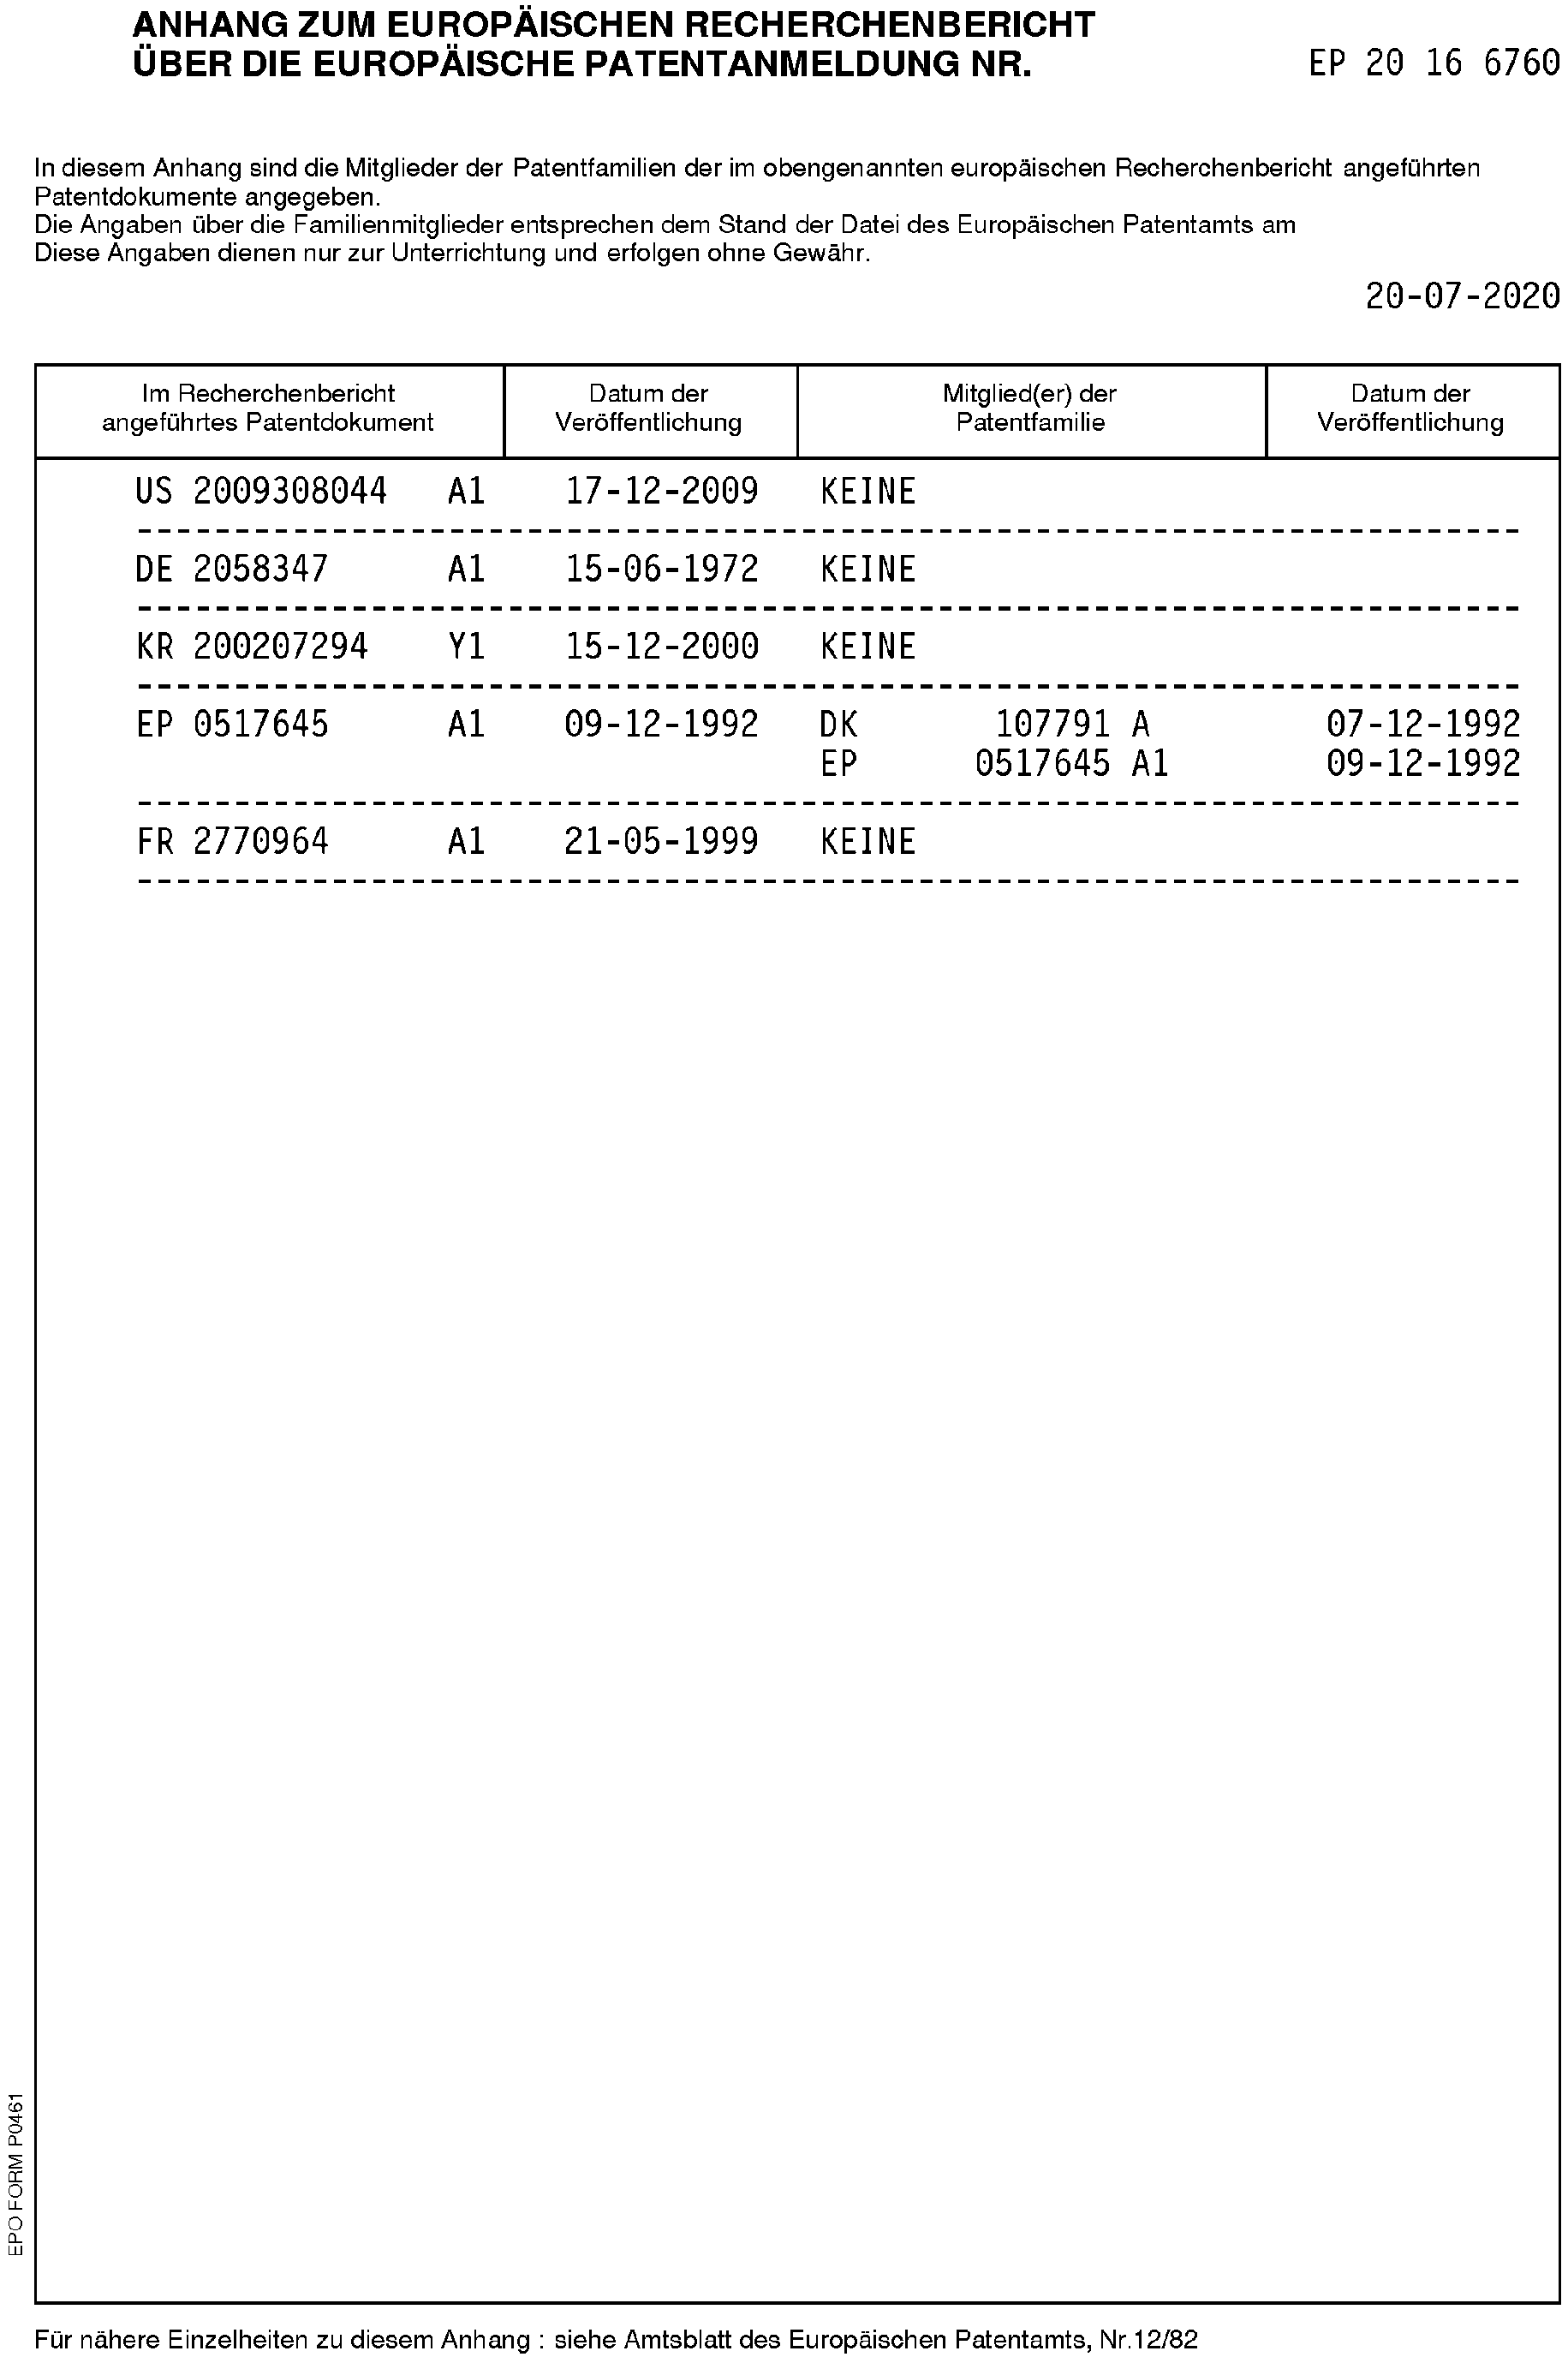 ANHANG ZUM EUROPÄISCHEN RECHERCHENBERICHT
ÜBER DIE EUROPÄISCHE PATENTANMELDUNG NR. EP 20 16 6760
In diesem Anhang sind die Mitglieder der Patentfamilien der im obengenannten europäischen Recherchenbericht angeführten
Patentdokumente angegeben.
Die Angaben über die Familienmitglieder entsprechen dem Stand der Datei des Europäischen Patentamts am
Diese Angaben dienen nur zur Unterrichtung und erfolgen ohne Gewähr.
20-07-2020
Im Recherchenbericht
angeführtes Patentdokument
Datum der
Veröffentlichung
Mitglied(er) der
Patentfamilie
Datum der
Veröffentlichung
US 2009308044 A1 17-12-2009 KEINE
DE 2058347 A1 15-06-1972 KEINE
KR 200207294 Y1 15-12-2000 KEINE
EP 0517645 A1 09-12-1992 DK 107791 A 07-12-1992
EP 0517645 A1 09-12-1992
FR 2770964 A1 21-05-1999 KEINE
EPO FORM P0461
Für nähere Einzelheiten zu diesem Anhang : siehe Amtsblatt des Europäischen Patentamts, Nr.12/82